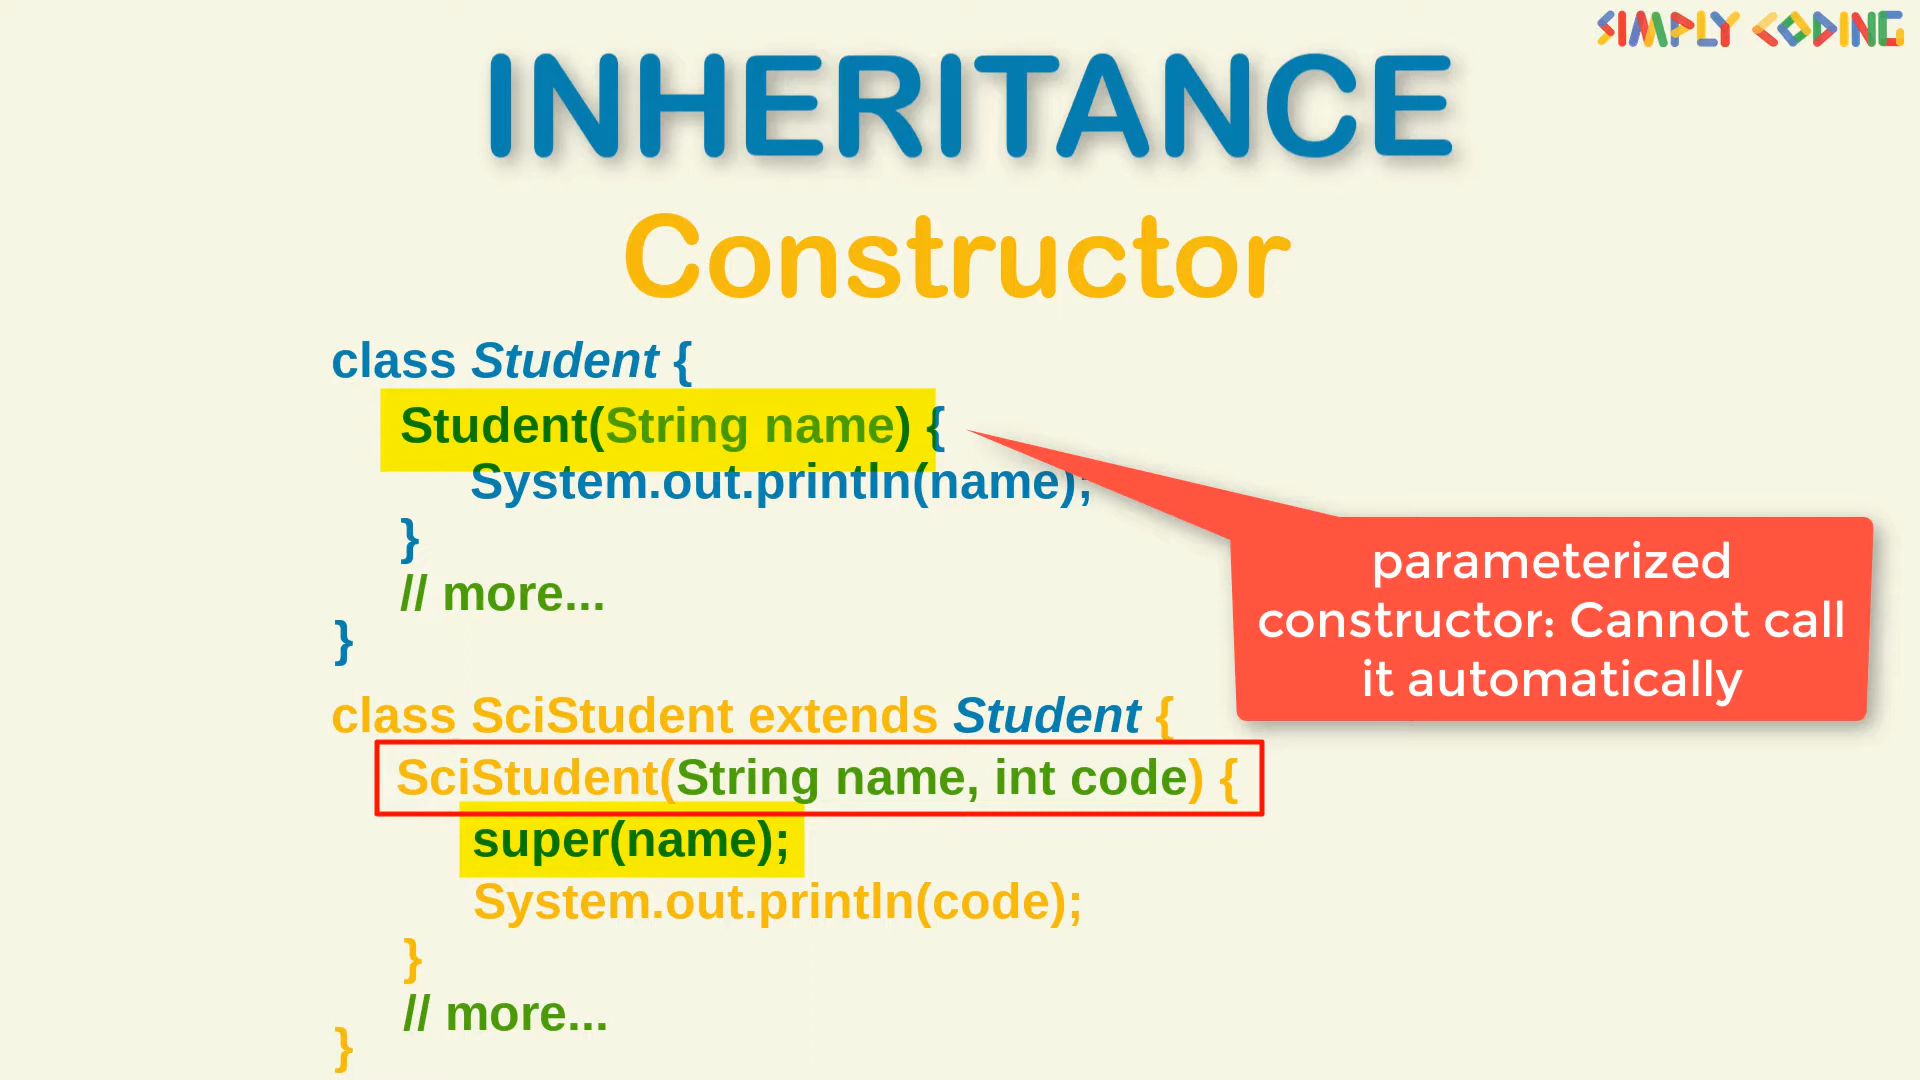 SIMPLY CODING
INHERITANCE
Constructor
class Student {
Student(String name) {
System.out.println(name);
}
// more...
}
parameterized
constructor: Cannot call
it automatically
class SciStudent extends Student {
SciStudent(String name, int code) {
super(name);
System.out.println(code);
}
// more...
}